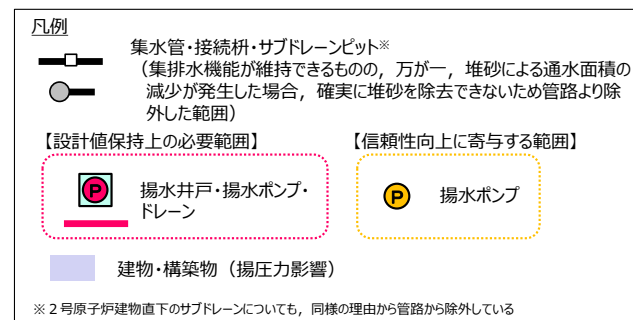 凡例
集水管・接続枡・サブドレーンピット※
（集排水機能が維持できるものの，万が一，堆砂による通水面積の
減少が発生した場合，確実に堆砂を除去できないため管路より除
外した範囲）
【設計値保持上の必要範囲】
【信頼性向上に寄与する範囲】
P
揚水井戸・揚水ポンプ・
ドレーン
P
揚水ポンプ
建物・構築物（揚圧力影響）
※２号原子炉建物直下のサブドレーンについても，同様の理由から管路から除外している